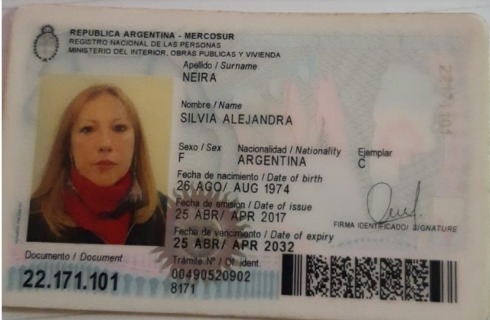 REPUBLICA ARGENTINA - MERCOSUR
REGISTRO NACIONAL DE LAS PERSONAS
MINISTERIO DEL INTERIOR, OBRAS PUBLICAS Y VIVIENDA
Apellido / Surname
NEIRA
Nombre / Name
SILVIA ALEJANDRA
Sexo / Sex Nacionalidad / Nationality Ejemplar
F ARGENTINA C
Fecha de nacimiento / Date of birth
26 AGO/ AUG 1974
Fecha de emisión / Date of issue
25 ABR/ APR 2017
Fecha de vencimiento / Date of expiry
25 ABR/ APR 2032
FIRMA IDENTIFICADO/ SIGNATURE
Documento / Document
22.171.101
Trámite Nº / Of. ident.
00490520902
8171